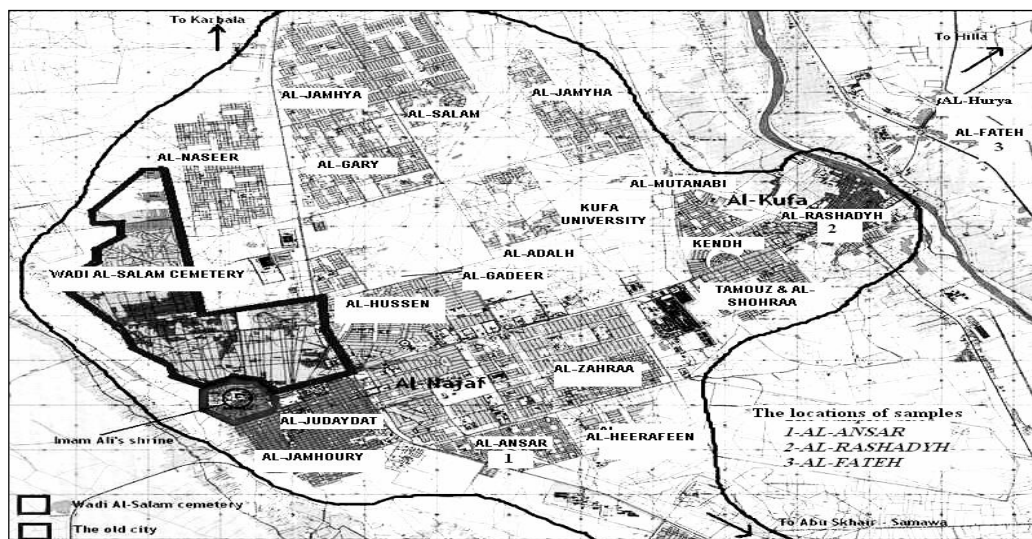 To Karbala
To Hilla
AL-JAMHYA
AL-JAMYHA
AL-Hurya
AL-SALAM
AL-FATEH
3
AL-NASEER
AL-GARY
AL-MUTANABI
Al-Kufa
KUFA
UNIVERSITY
AL-RASHADYH
2
KENDH
AL-ADALH
WADI AL-SALAM CEMETERY
AL-GADEER
TAMOUZ & AL-
SHOHRAA
AL-HUSSEN
AL-ZAHRAA
Al-Najaf
The locations of samples
AL-JUDAYDAT
1-AL-ANSAR
Imam Ali's shrine
AL-ANSAR
1
AL-HEERAFEEN
2-AL-RASHADYH
AL-JAMHOURY
3-AL-FATEH
Wadi Al-Salam cemetery
The old city
To Abu Skhair - Samawa